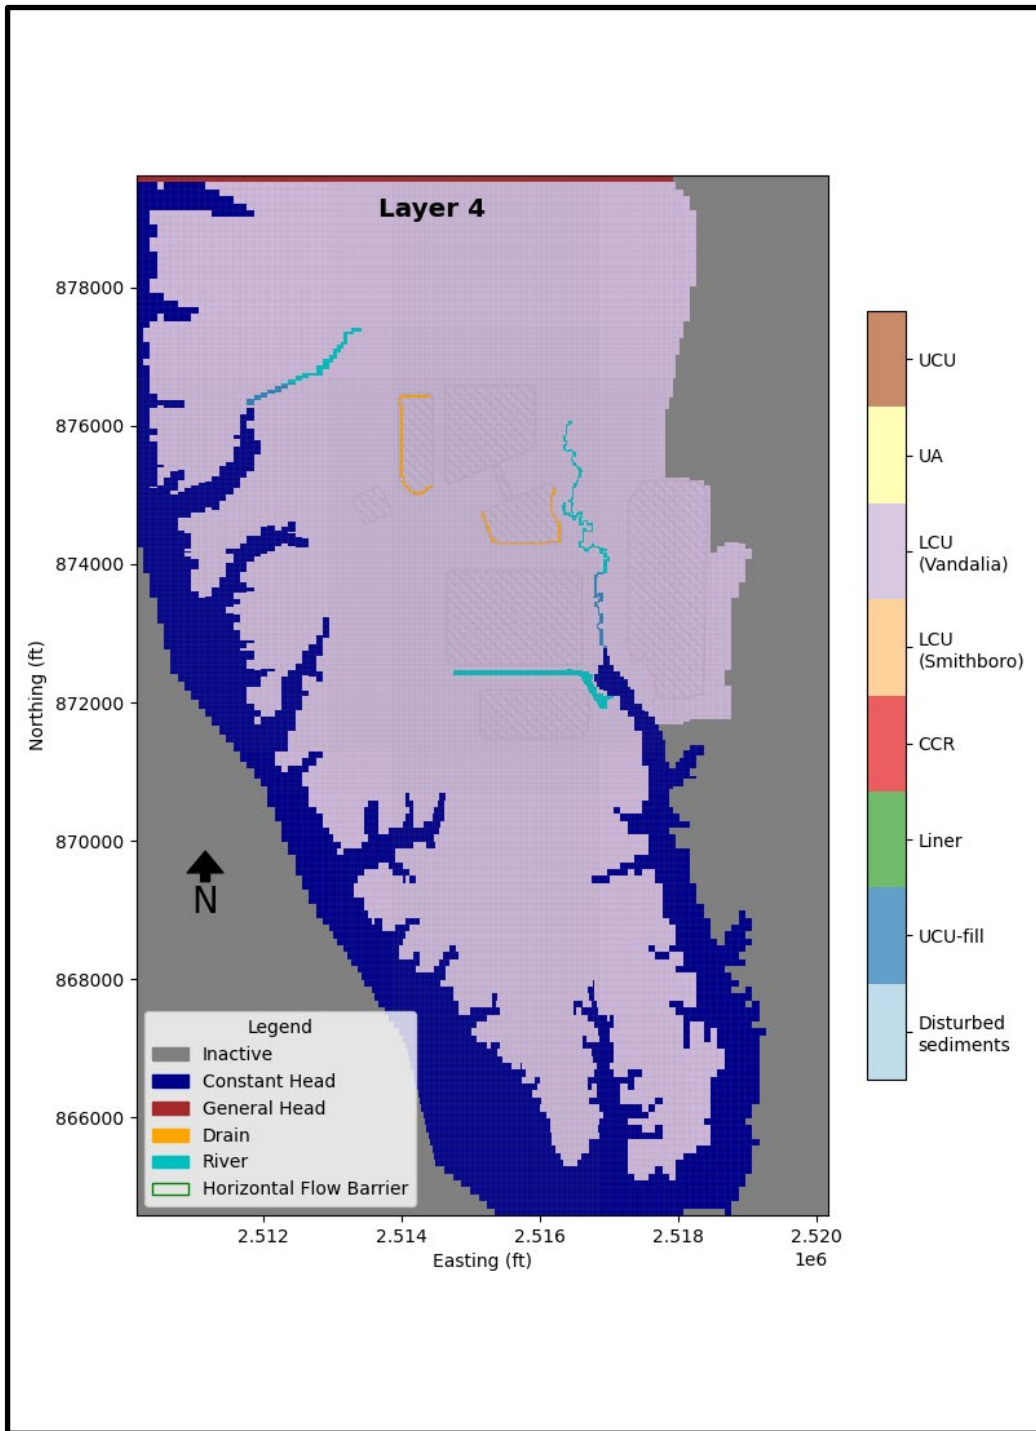 Layer 4
878000
876000
874000
872000
870000
868000
866000
Northing (ft)
N
Legend
Inactive
Constant Head
General Head
Drain
River
Horizontal Flow Barrier
2.512
2.514
2.516
2.518
2.520
1e6
Easting (ft)
UCU
UA
LCU
(Vandalia)
LCU
(Smithboro)
CCR
Liner
UCU-fill
Disturbed
sediments